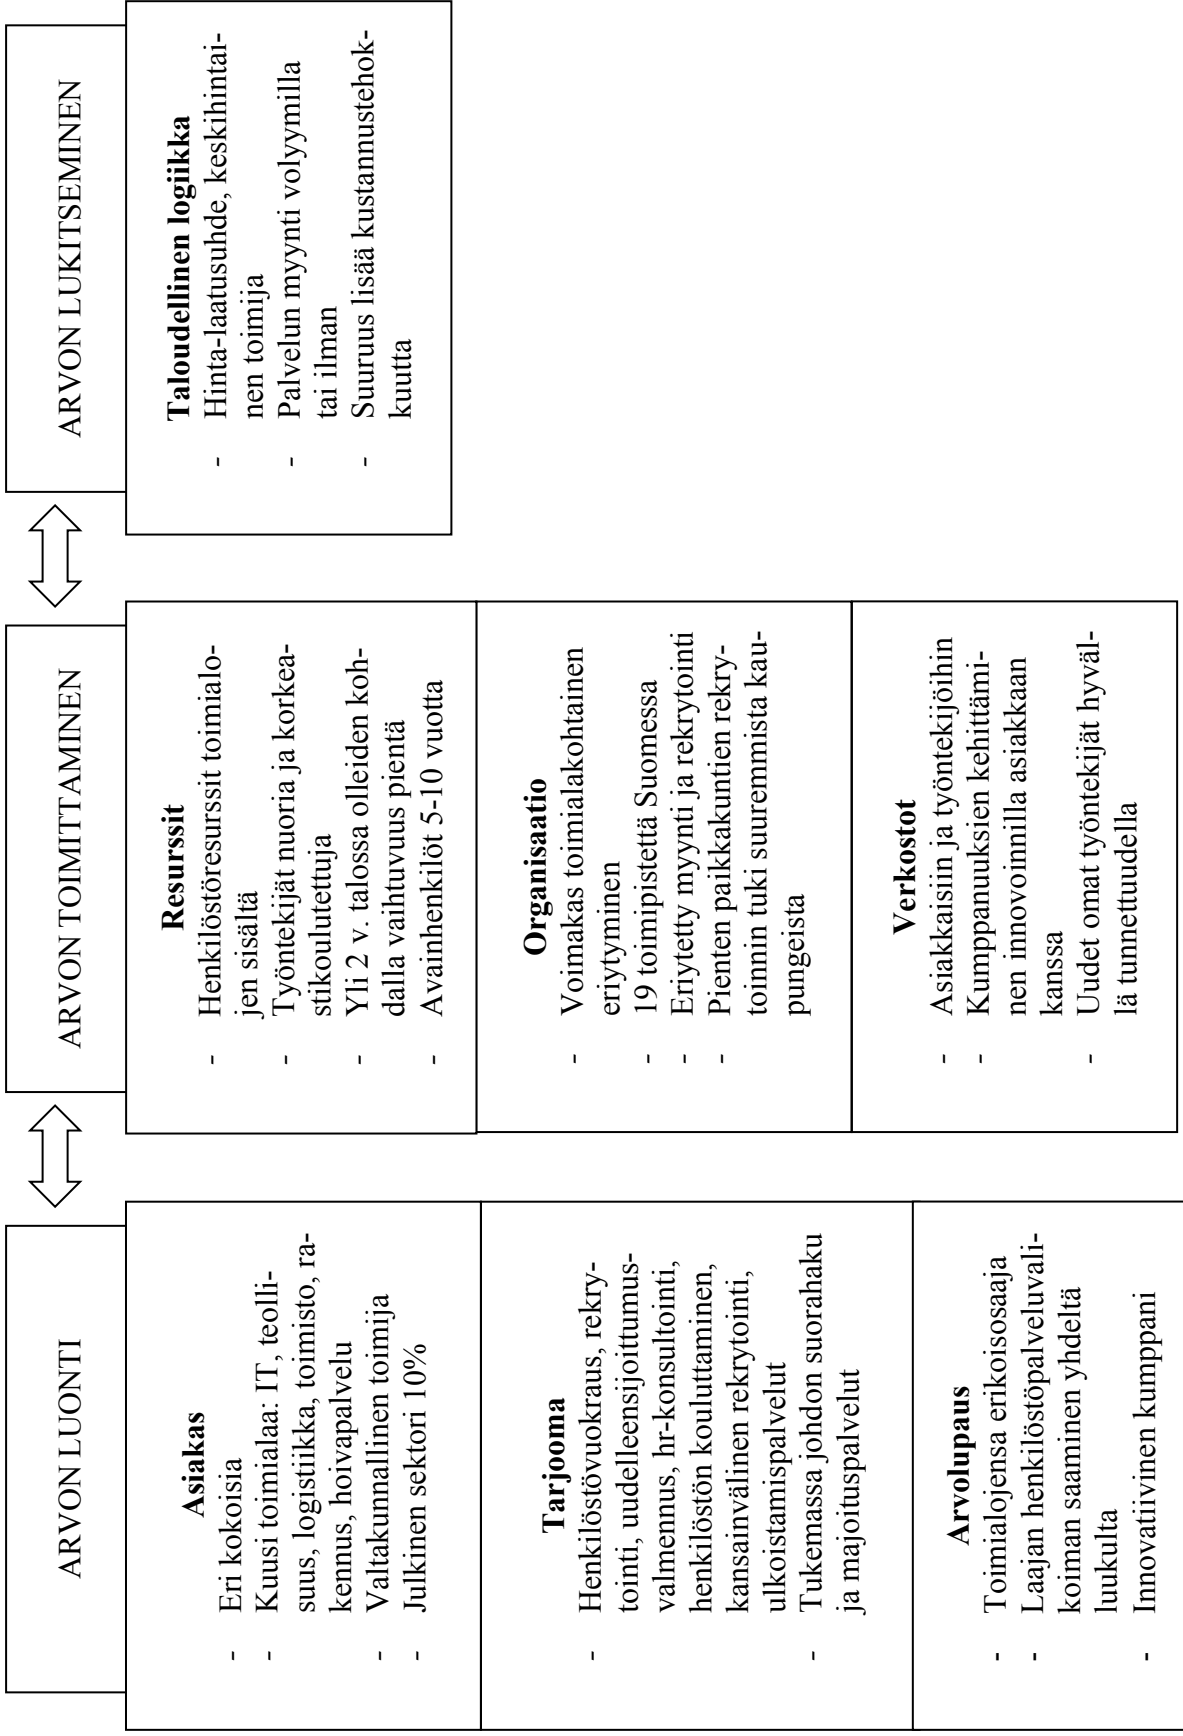 ARVON LUONTI
Asiakas
- Eri kokoisia
- Kuusi toimialaa: IT, teolli-
suus, logistiikka, toimisto, ra-
kennus, hoivapalvelu
- Valtakunnallinen toimija
- Julkinen sektori 10%
Tarjooma
- Henkilöstövuokraus, rekry-
tointi, uudelleensijoittumus-
valmennus, hr-konsultointi,
henkilöstön kouluttaminen,
kansainvälinen rekrytointi,
ulkoistamispalvelut
- Tukemassa johdon suorahaku
ja majoituspalvelut
Arvolupaus
- Toimialojensa erikoisosaaja
- Laajan henkilöstöpalveluvali-
koiman saaminen yhdeltä
luukulta
- Innovatiivinen kumppani
ARVON TOIMITTAMINEN
Resurssit
- Henkilöstöresurssit toimialo-
jen sisältä
- Työntekijät nuoria ja korkea-
stikoulutettuja
- Yli 2 v. talossa olleiden koh-
dalla vaihtuvuus pientä
- Avainhenkilöt 5-10 vuotta
Organisaatio
- Voimakas toimialakohtainen
eriytyminen
- 19 toimipistettä Suomessa
- Eriytetty myynti ja rekrytointi
- Pienten paikkakuntien rekry-
toinnin tuki suuremmista kau-
pungeista
Verkostot
- Asiakkaisiin ja työntekijöihin
- Kumppanuuksien kehittämi-
nen innovoinnilla asiakkaan
kanssa
- Uudet omat työntekijät hyväl-
lä tunnettuudella
ARVON LUKITSEMINEN
Taloudellinen logiikka
- Hinta-laatusuhde, keskihintai-
nen toimija
- Palvelun myynti volyymilla
tai ilman
- Suuruus lisää kustannustehok-
kuutta